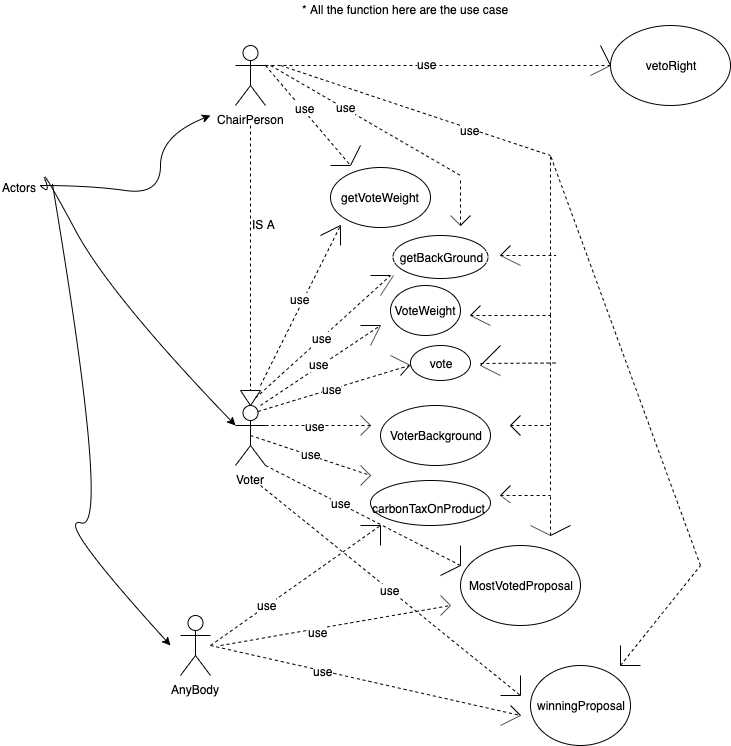 * All the function here are the use case
use
vetoRight
use
use
ChairPerson
use
Actors
getVoteWeight
IS A
getBackGround
use
VoteWeight
use
use
vote
use
use
VoterBackground
use
Voter
use
carbonTaxOnProduct
MostVotedProposal
use
use
use
use
AnyBody
winningProposal